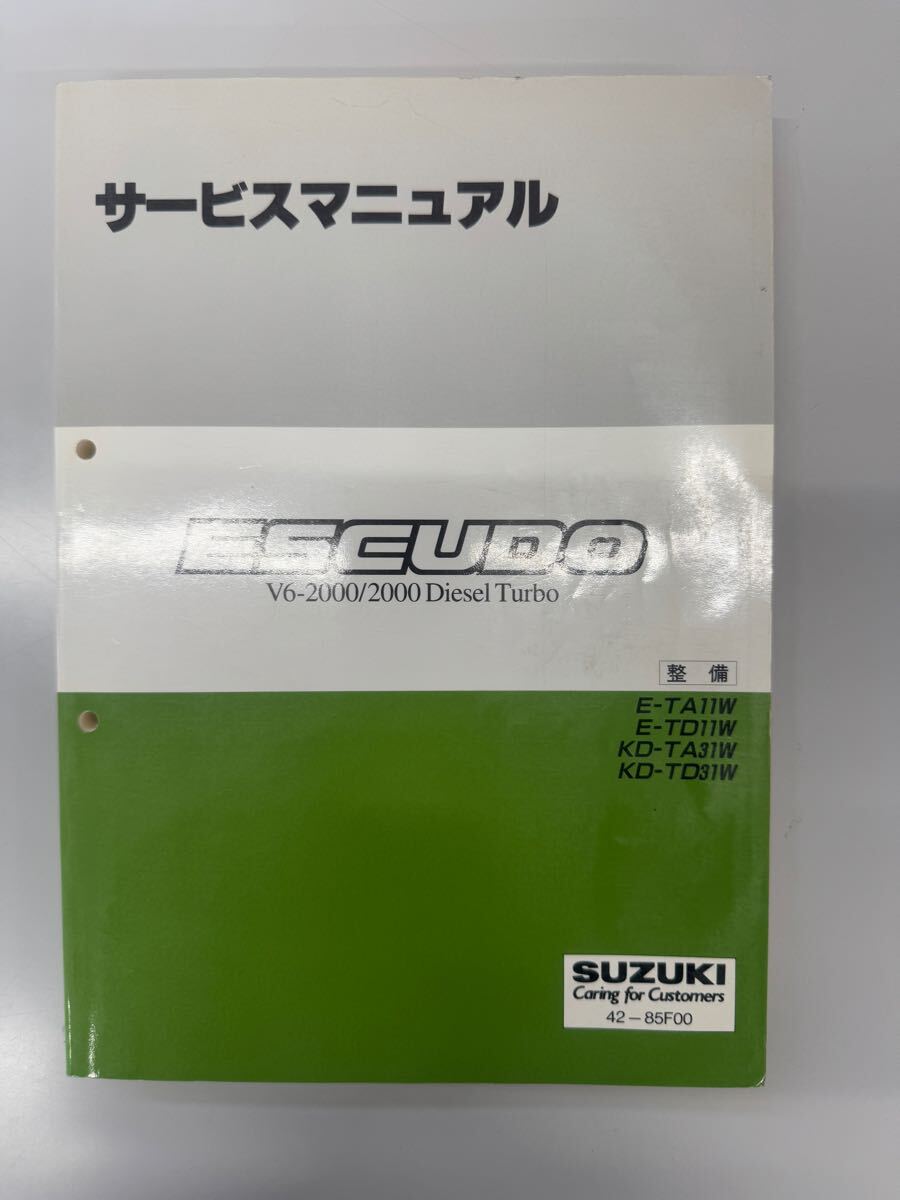 サービスマニュアル
ESCUDO
V6-2000/2000 Diesel Turbo
整 備
E-TA11W
E-TD11W
KD-TA31W
KD-TD31W
SUZUKI
Caring for Customers
42-85F00